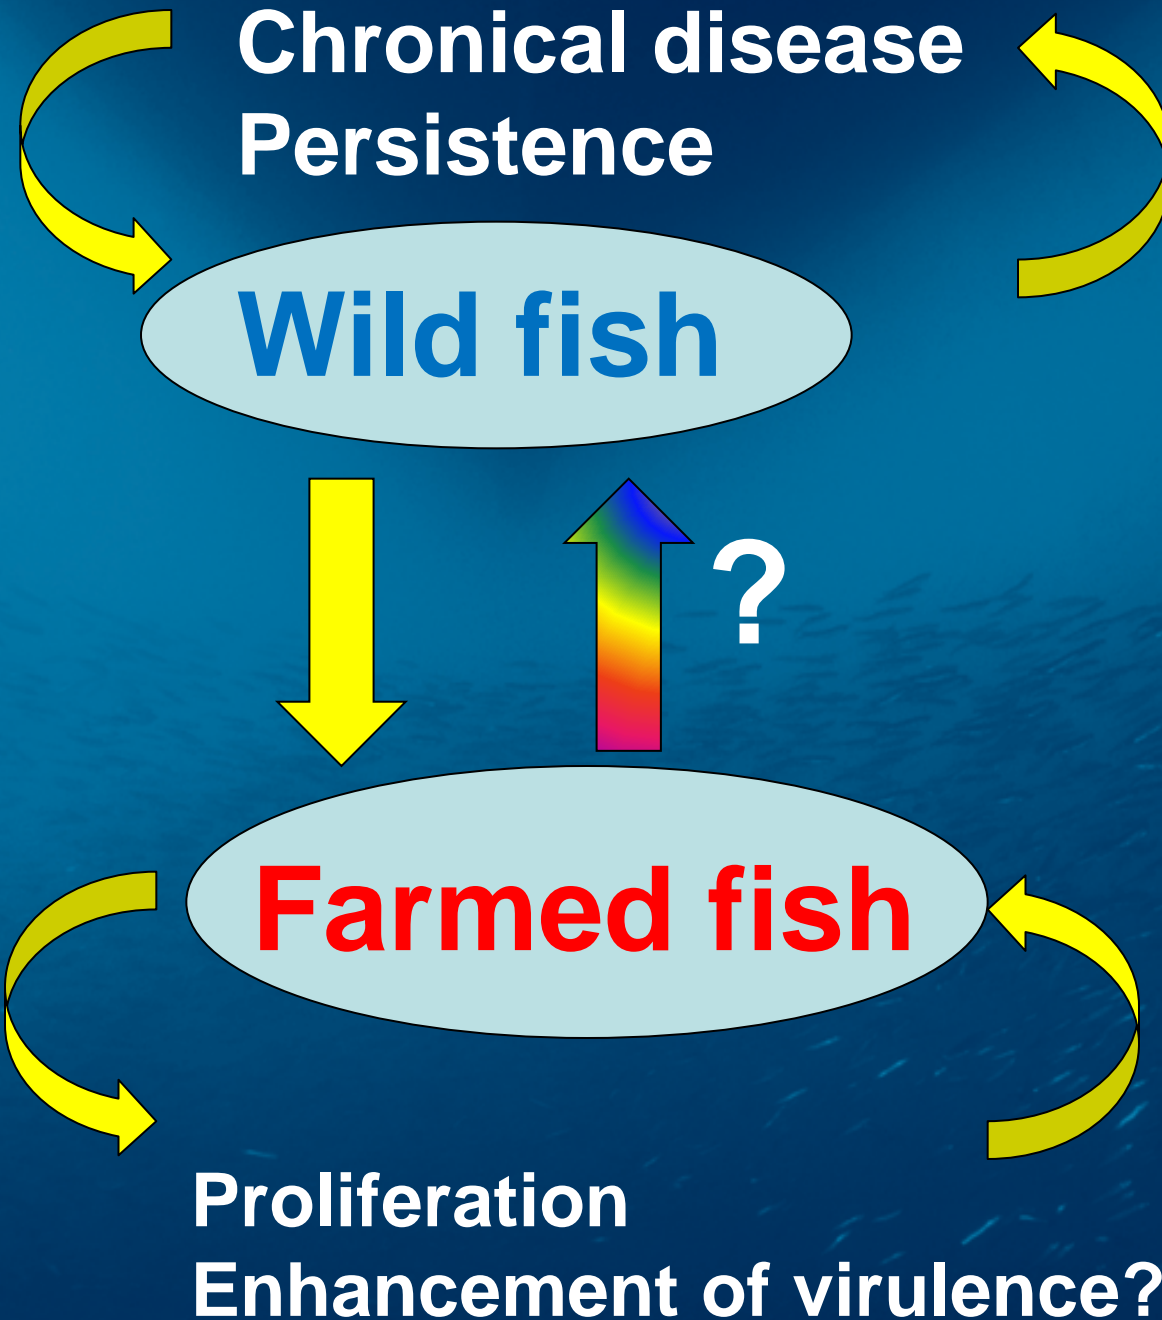 Chronical disease
Persistence
Wild fish
?
Farmed fish
Proliferation
Enhancement of virulence?